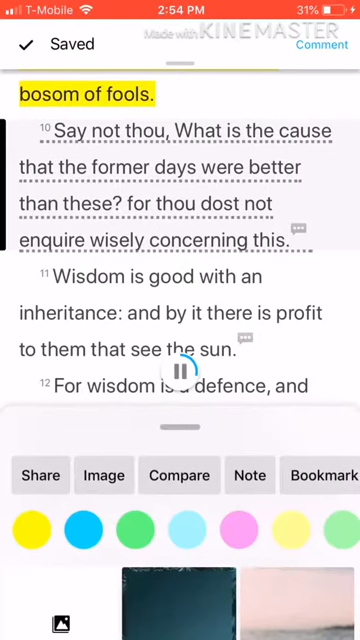 T-Mobile 2:54 PM 31%
Made with KINEMASTER
Saved Comment
bosom of fools.
10 Say not thou, What is the cause
that the former days were better
than these? for thou dost not
enquire wisely concerning this.
11 Wisdom is good with an
inheritance: and by it there is profit
to them that see the sun.
12 For wisdom is a defence, and
Share Image Compare Note Bookmark